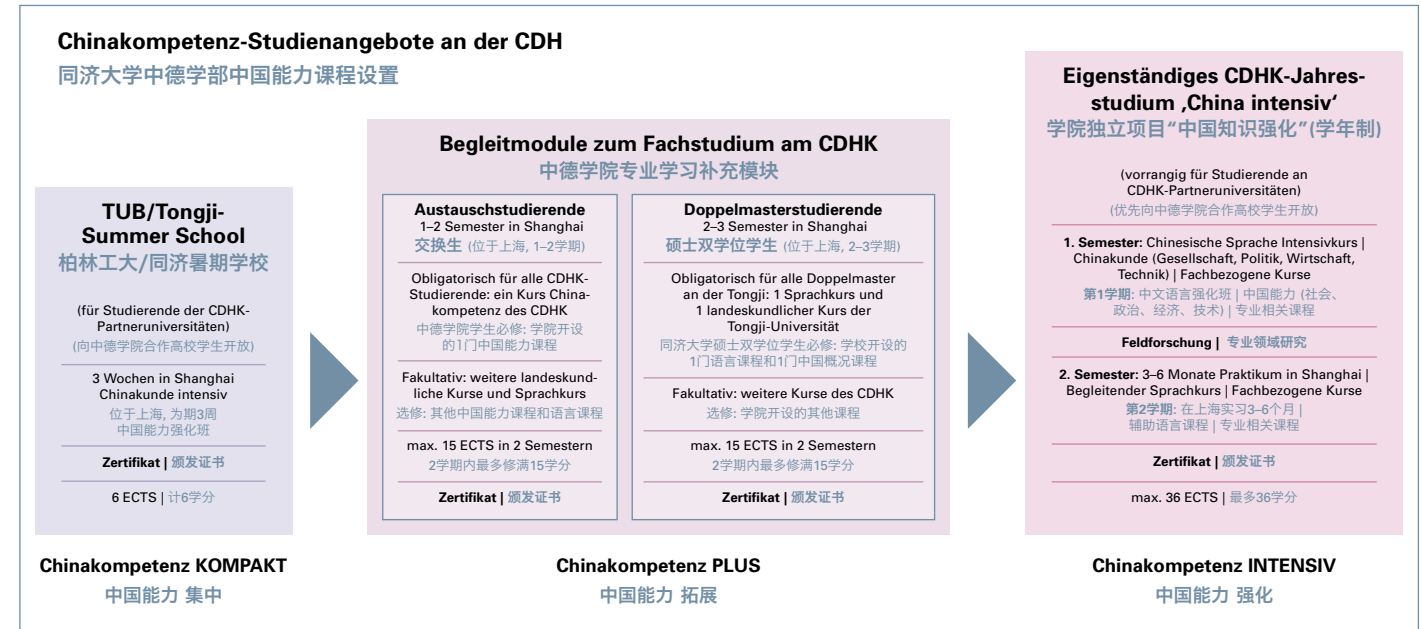 Chinakompetenz-Studienangebote an der CDH
同济大学中德学部中国能力课程设置
TUB/Tongji-
Summer School
柏林工大/同济暑期学校
(für Studierende der CDHK-
Partneruniversitäten)
(向中德学院合作高校学生开放)
3 Wochen in Shanghai
Chinakunde intensiv
位于上海, 为期3周
中国能力强化班
Zertifikat | 颁发证书
6 ECTS | 计6学分
Chinakompetenz KOMPAKT
中国能力 集中
Begleitmodule zum Fachstudium am CDHK
中德学院专业学习补充模块
Austauschstudierende
1–2 Semester in Shanghai
交换生 (位于上海, 1–2学期)
Obligatorisch für alle CDHK-
Studierende: ein Kurs China-
kompetenz des CDHK
中德学院学生必修: 学院开设
的1门中国能力课程
Fakultativ: weitere landeskund-
liche Kurse und Sprachkurs
选修: 其他中国能力课程和语言课程
max. 15 ECTS in 2 Semestern
2学期内最多修满15学分
Zertifikat | 颁发证书
Doppelmasterstudierende
2–3 Semester in Shanghai
硕士双学位学生 (位于上海, 2–3学期)
Obligatorisch für alle Doppelmaster
an der Tongji: 1 Sprachkurs und
1 landeskundlicher Kurs der
Tongji-Universität
同济大学硕士双学位学生必修: 学校开设的
1门语言课程和1门中国概况课程
Fakultativ: weitere Kurse des CDHK
选修: 学院开设的其他课程
max. 15 ECTS in 2 Semestern
2学期内最多修满15学分
Zertifikat | 颁发证书
Chinakompetenz PLUS
中国能力 拓展
Eigenständiges CDHK-Jahres-
studium ‚China intensiv‘
学院独立项目“中国知识强化”(学年制)
(vorrangig für Studierende an
CDHK-Partneruniversitäten)
(优先向中德学院合作高校学生开放)
1. Semester: Chinesische Sprache Intensivkurs |
Chinakunde (Gesellschaft, Politik, Wirtschaft,
Technik) | Fachbezogene Kurse
第1学期: 中文语言强化班 | 中国能力 (社会、
政治、经济、技术) | 专业相关课程
Feldforschung | 专业领域研究
2. Semester: 3–6 Monate Praktikum in Shanghai |
Begleitender Sprachkurs | Fachbezogene Kurse
第2学期: 在上海实习3–6个月 |
辅助语言课程 | 专业相关课程
Zertifikat | 颁发证书
max. 36 ECTS | 最多36学分
Chinakompetenz INTENSIV
中国能力 强化